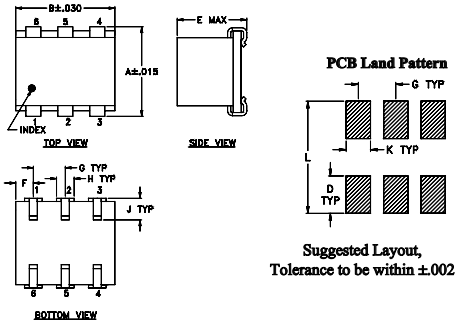 B±.030
6 5 4
A±.015
INDEX
1 2 3
TOP VIEW
E MAX
SIDE VIEW
PCB Land Pattern
G TYP
K TYP
L
D TYP
Suggested Layout,
Tolerance to be within ±.002
G TYP
H TYP
F
1 2 3
J TYP
6 5 4
BOTTOM VIEW